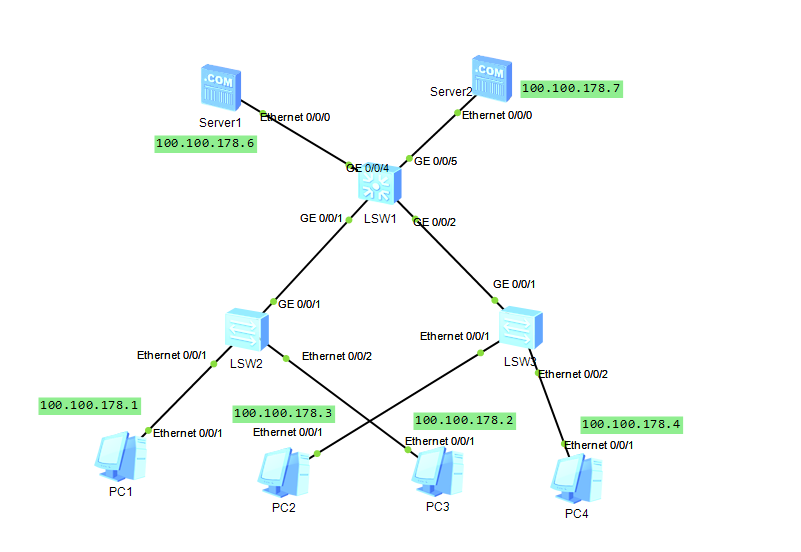 .COM
.COM
Server2
100.100.178.7
Ethernet 0/0/0
Ethernet 0/0/0
Server1
100.100.178.6
GE 0/0/4
GE 0/0/5
GE 0/0/1
LSW1
GE 0/0/2
GE 0/0/1
GE 0/0/1
Ethernet 0/0/1
Ethernet 0/0/1
Ethernet 0/0/2
LSW2
LSW3
Ethernet 0/0/2
100.100.178.1
100.100.178.3
100.100.178.2
100.100.178.4
Ethernet 0/0/1
Ethernet 0/0/1
Ethernet 0/0/1
Ethernet 0/0/1
PC1
PC2
PC3
PC4